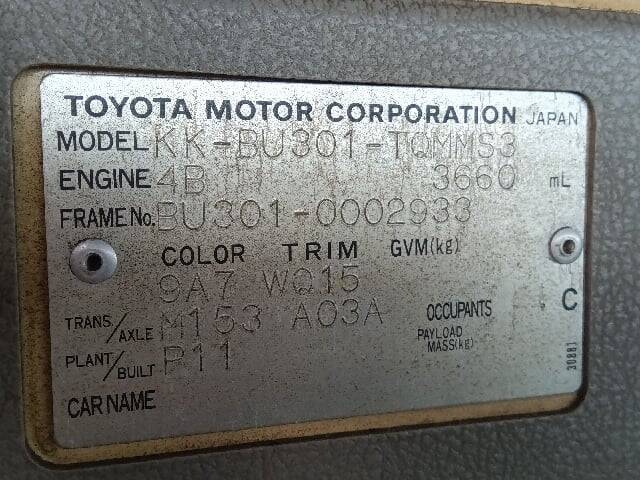 TOYOTA MOTOR CORPORATION JAPAN
MODEL KK-BU301-TQMMS3
ENGINE 4B 3660 mL
FRAME No. BU301-0002933
COLOR TRIM GVM(kg)
9A7 WQ15
TRANS/AXLE M153 A03A OCCUPANTS C
PAYLOAD MASS(kg)
PLANT/BUILT P11
CAR NAME
30881